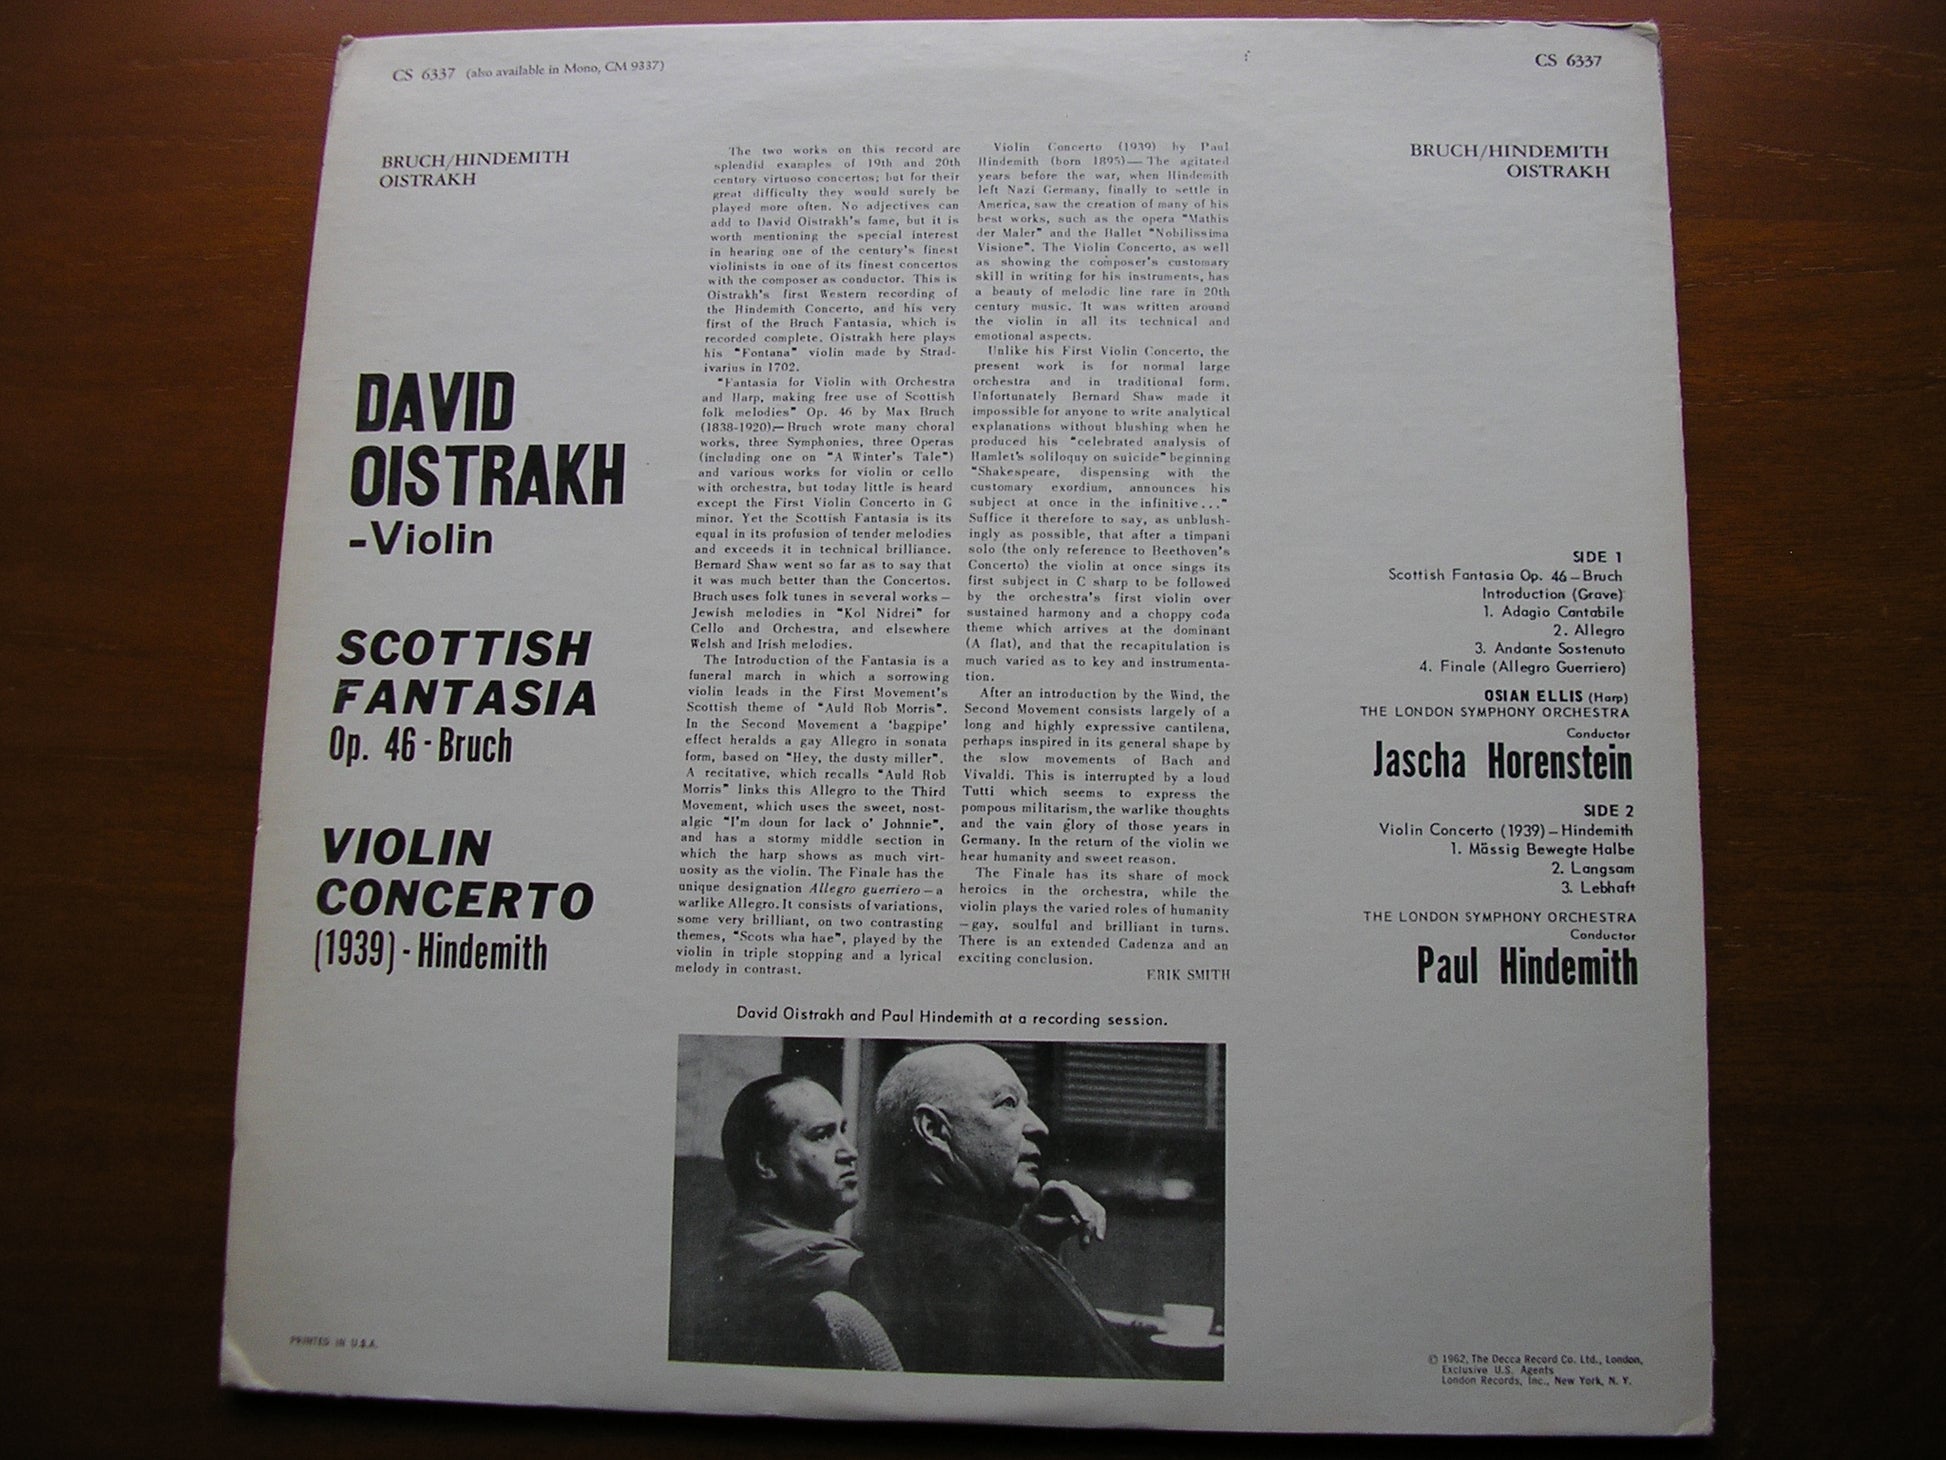 CS 6337 (also available in Mono, CM 9337)
CS 6337
BRUCH/HINDEMITH
OISTRAKH
BRUCH/HINDEMITH
OISTRAKH
DAVID
OISTRAKH
-Violin
SCOTTISH
FANTASIA
Op. 46 - Bruch
VIOLIN
CONCERTO
(1939) - Hindemith
The two works on this record are
splendid examples of 19th and 20th
century virtuoso concertos; but for their
great difficulty they would surely be
played more often. No adjectives can
add to David Oistrakh's fame, but it is
worth mentioning the special interest
in hearing one of the century's finest
violinists in one of its finest concertos
with the composer as conductor. This is
Oistrakh's first Western recording of
the Hindemith Concerto, and his very
first of the Bruch Fantasia, which is
recorded complete. Oistrakh here plays
his "Fontana" violin made by Strad-
ivarius in 1702.
"Fantasia for Violin with Orchestra
and Harp, making free use of Scottish
folk melodies" Op. 46 by Max Bruch
(1838-1920)—Bruch wrote many choral
works, three Symphonies, three Operas
(including one on "A Winter's Tale")
and various works for violin or cello
with orchestra, but today little is heard
except the First Violin Concerto in G
minor. Yet the Scottish Fantasia is its
equal in its profusion of tender melodies
and exceeds it in technical brilliance.
Bernard Shaw went so far as to say that
it was much better than the Concertos.
Bruch uses folk tunes in several works—
Jewish melodies in "Kol Nidrei" for
Cello and Orchestra, and elsewhere
Welsh and Irish melodies.
The Introduction of the Fantasia is a
funeral march in which a sorrowing
violin leads in the First Movement's
Scottish theme of "Auld Rob Morris".
In the Second Movement a 'bagpipe'
effect heralds a gay Allegro in sonata
form, based on "Hey, the dusty miller".
A recitative, which recalls "Auld Rob
Morris" links this Allegro to the Third
Movement, which uses the sweet, nost-
algic "I'm doun for lack o' Johnnie",
and has a stormy middle section in
which the harp shows as much virt-
uosity as the violin. The Finale has the
unique designation Allegro guerriero—a
warlike Allegro. It consists of variations,
some very brilliant, on two contrasting
themes, "Scots wha hae", played by the
violin in triple stopping and a lyrical
melody in contrast.
Violin Concerto (1939) by Paul
Hindemith (born 1895)—The agitated
years before the war, when Hindemith
left Nazi Germany, finally to settle in
America, saw the creation of many of his
best works, such as the opera "Mathis
der Maler" and the Ballet "Nobilissima
Visione". The Violin Concerto, as well
as showing the composer's customary
skill in writing for his instruments, has
a beauty of melodic line rare in 20th
century music. It was written around
the violin in all its technical and
emotional aspects.
Unlike his First Violin Concerto, the
present work is for normal large
orchestra and in traditional form.
Unfortunately Bernard Shaw made it
impossible for anyone to write analytical
explanations without blushing when he
produced his "celebrated analysis of
Hamlet's soliloquy on suicide" beginning
"Shakespeare, dispensing with the
customary exordium, announces his
subject at once in the infinitive..."
Suffice it therefore to say, as unblush-
ingly as possible, that after a timpani
solo (the only reference to Beethoven's
Concerto) the violin at once sings its
first subject in C sharp to be followed
by the orchestra's first violin over
sustained harmony and a choppy coda
theme which arrives at the dominant
(A flat), and that the recapitulation is
much varied as to key and instrumenta-
tion.
After an introduction by the Wind, the
Second Movement consists largely of a
long and highly expressive cantilena,
perhaps inspired in its general shape by
the slow movements of Bach and
Vivaldi. This is interrupted by a loud
Tutti which seems to express the
pompous militarism, the warlike thoughts
and the vain glory of those years in
Germany. In the return of the violin we
hear humanity and sweet reason.
The Finale has its share of mock
heroics in the orchestra, while the
violin plays the varied roles of humanity
—gay, soulful and brilliant in turns.
There is an extended Cadenza and an
exciting conclusion.
ERIK SMITH
SIDE 1
Scottish Fantasia Op. 46—Bruch
Introduction (Grave)
1. Adagio Cantabile
2. Allegro
3. Andante Sostenuto
4. Finale (Allegro Guerriero)
OSIAN ELLIS (Harp)
THE LONDON SYMPHONY ORCHESTRA
Conductor
Jascha Horenstein
SIDE 2
Violin Concerto (1939)—Hindemith
1. Mässig Bewegte Halbe
2. Langsam
3. Lebhaft
THE LONDON SYMPHONY ORCHESTRA
Conductor
Paul Hindemith
David Oistrakh and Paul Hindemith at a recording session.
PRINTED IN U.S.A.
© 1962, The Decca Record Co. Ltd., London,
Exclusive U.S. Agents
London Records, Inc., New York, N. Y.